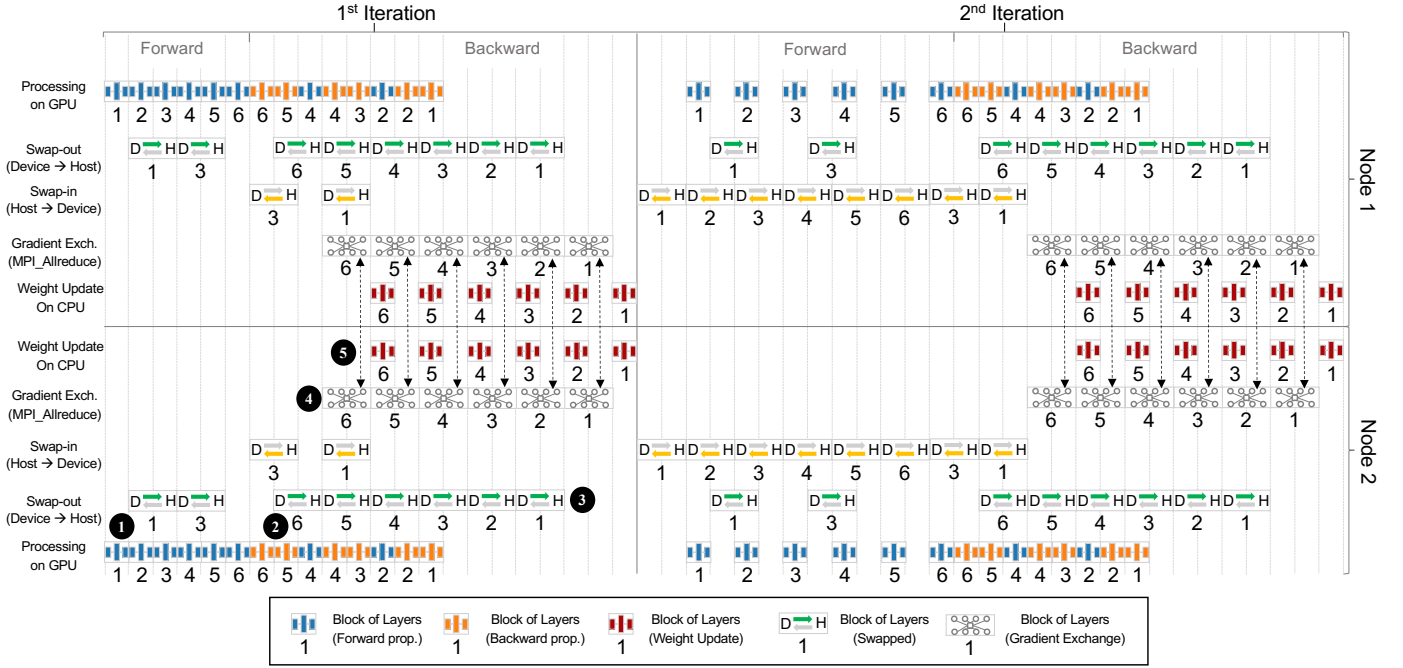 1st Iteration 2nd Iteration
Forward Backward Forward Backward
Processing
on GPU
1 2 3 4 5 6 6 5 4 4 3 2 2 1 1 2 3 4 5 6 6 5 4 4 3 2 2 1
Swap-out
(Device → Host)
D H D H D H D H D H D H D H D H D H D H D H D H D H D H D H D H
1 3 6 5 4 3 2 1 1 3 6 5 4 3 2 1
Swap-in
(Host → Device)
D H D H D H D H D H D H D H D H D H D H
3 1 1 2 3 4 5 6 3 1
Gradient Exch.
(MPI_Allreduce)
6 5 4 3 2 1 6 5 4 3 2 1
Weight Update
On CPU
6 5 4 3 2 1 6 5 4 3 2 1
Node 1
Weight Update
On CPU
5
6 5 4 3 2 1 6 5 4 3 2 1
Gradient Exch.
(MPI_Allreduce)
4
6 5 4 3 2 1 6 5 4 3 2 1
Swap-in
(Host → Device)
D H D H D H D H D H D H D H D H D H D H
3 1 1 2 3 4 5 6 3 1
Swap-out
(Device → Host)
D H D H D H D H D H D H D H D H 3 D H D H D H D H D H D H D H D H
1 1 3 2 6 5 4 3 2 1 1 3 6 5 4 3 2 1
Processing
on GPU
1 2 3 4 5 6 6 5 4 4 3 2 2 1 1 2 3 4 5 6 6 5 4 4 3 2 2 1
Node 2
1 Block of Layers
(Forward prop.)
1 Block of Layers
(Backward prop.)
1 Block of Layers
(Weight Update)
D H
1 Block of Layers
(Swapped)
1 Block of Layers
(Gradient Exchange)